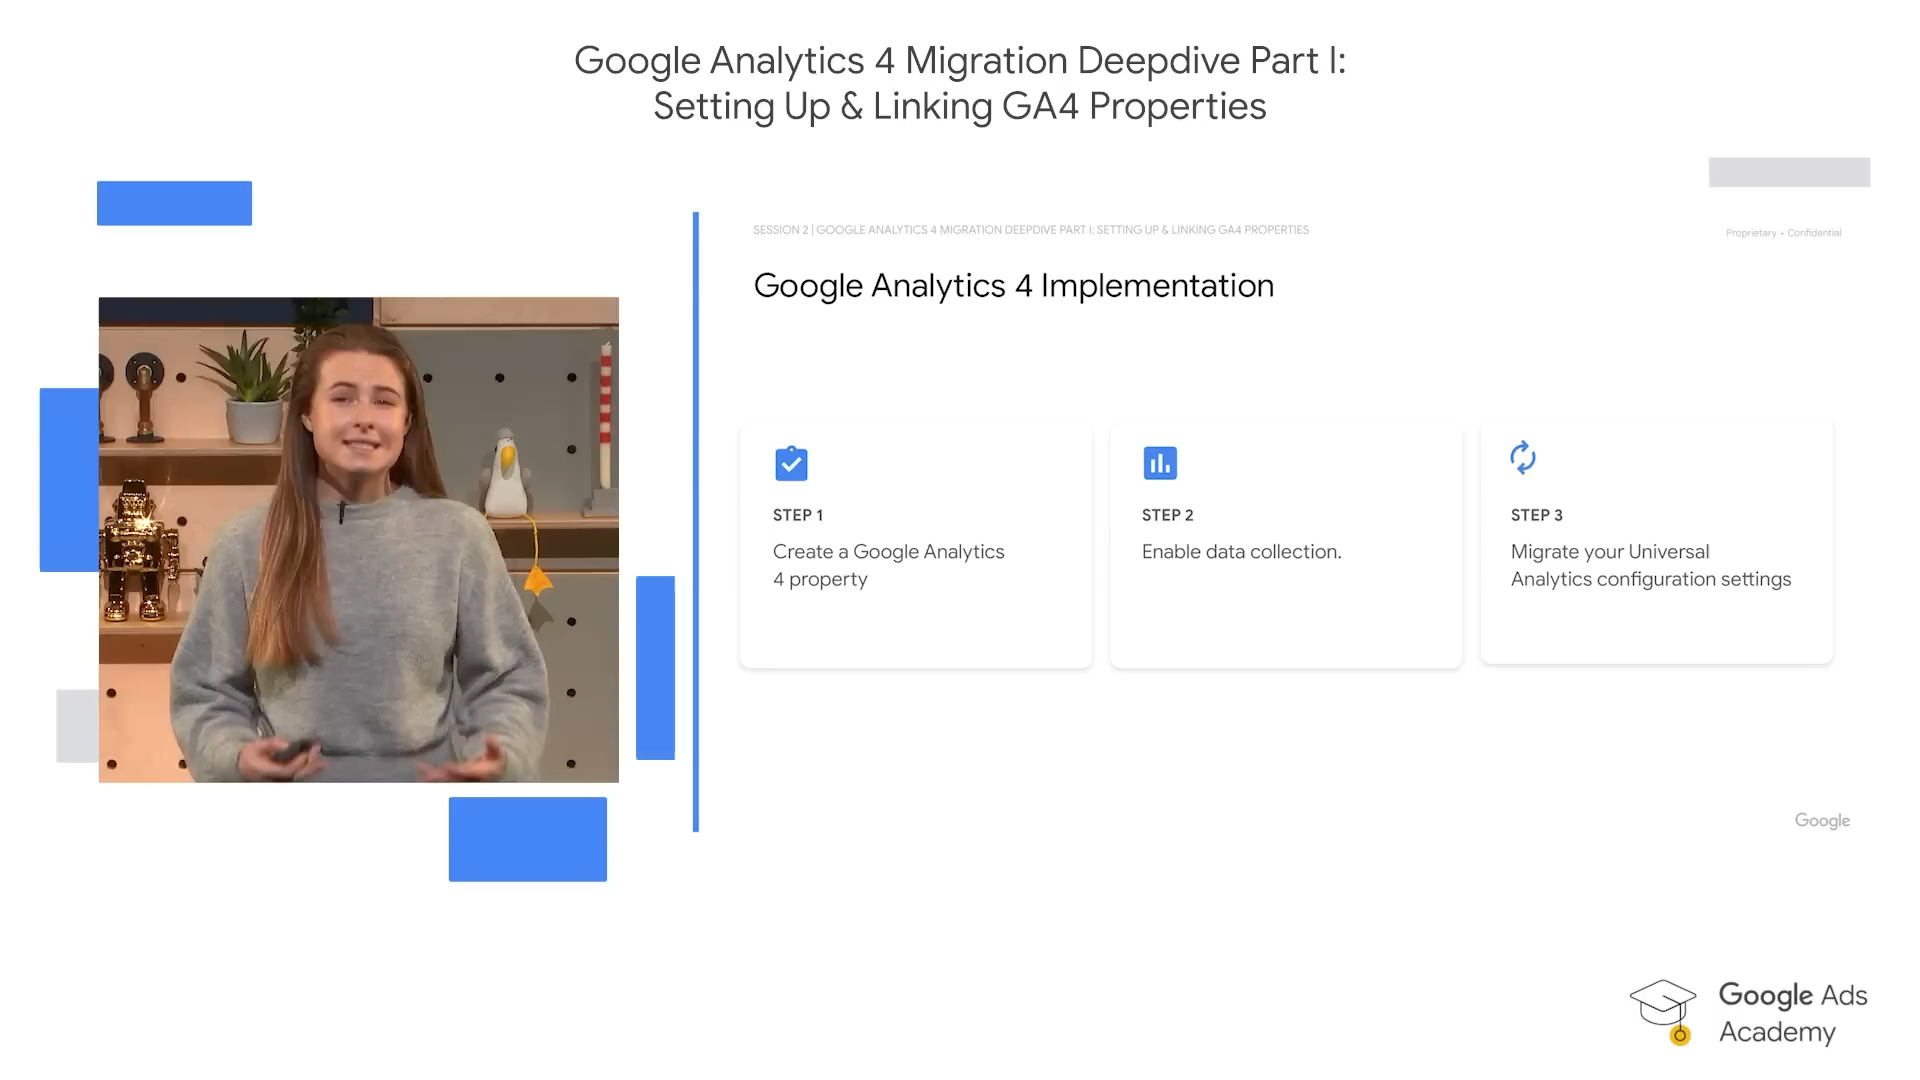 Google Analytics 4 Migration Deepdive Part I:
Setting Up & Linking GA4 Properties
SESSION 2 | GOOGLE ANALYTICS 4 MIGRATION DEEPDIVE PART I: SETTING UP & LINKING GA4 PROPERTIES
Proprietary + Confidential
Google Analytics 4 Implementation
STEP 1
Create a Google Analytics
4 property
STEP 2
Enable data collection.
STEP 3
Migrate your Universal
Analytics configuration settings
Google
Google Ads
Academy